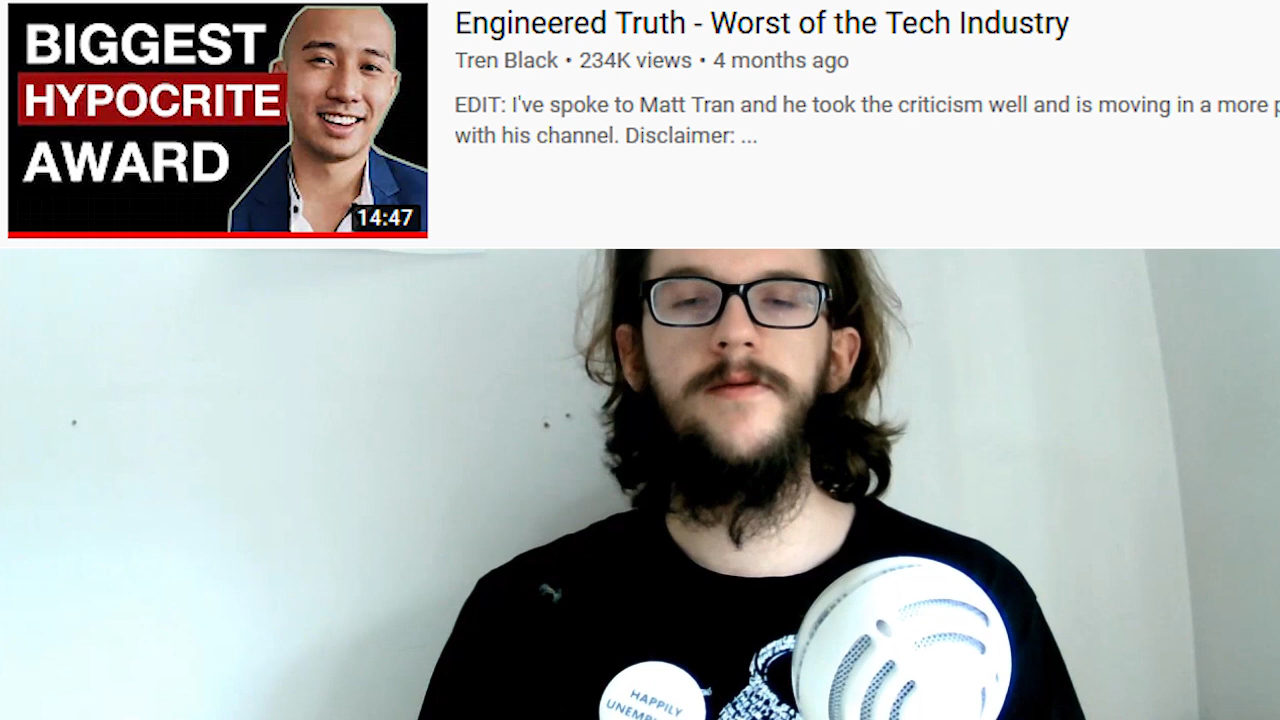 BIGGEST
HYPOCRITE
AWARD
14:47
Engineered Truth - Worst of the Tech Industry
Tren Black • 234K views • 4 months ago
EDIT: I've spoke to Matt Tran and he took the criticism well and is moving in a more
with his channel. Disclaimer: ...
HAPPILY